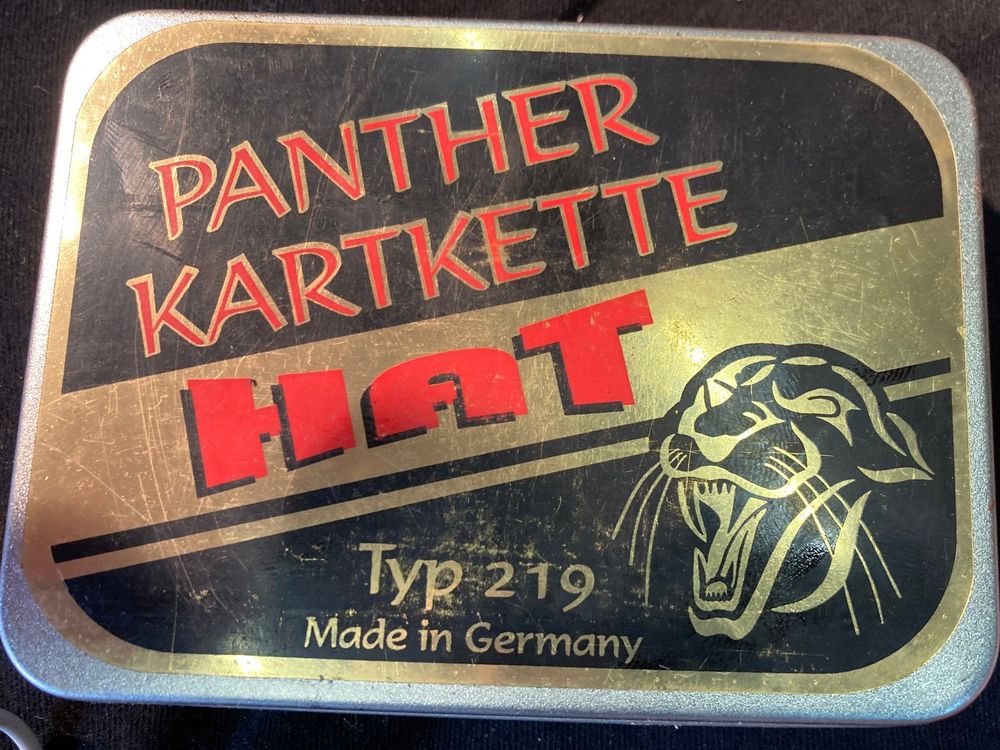 PANTHER
KARTKETTE
HAT
Typ 219
Made in Germany